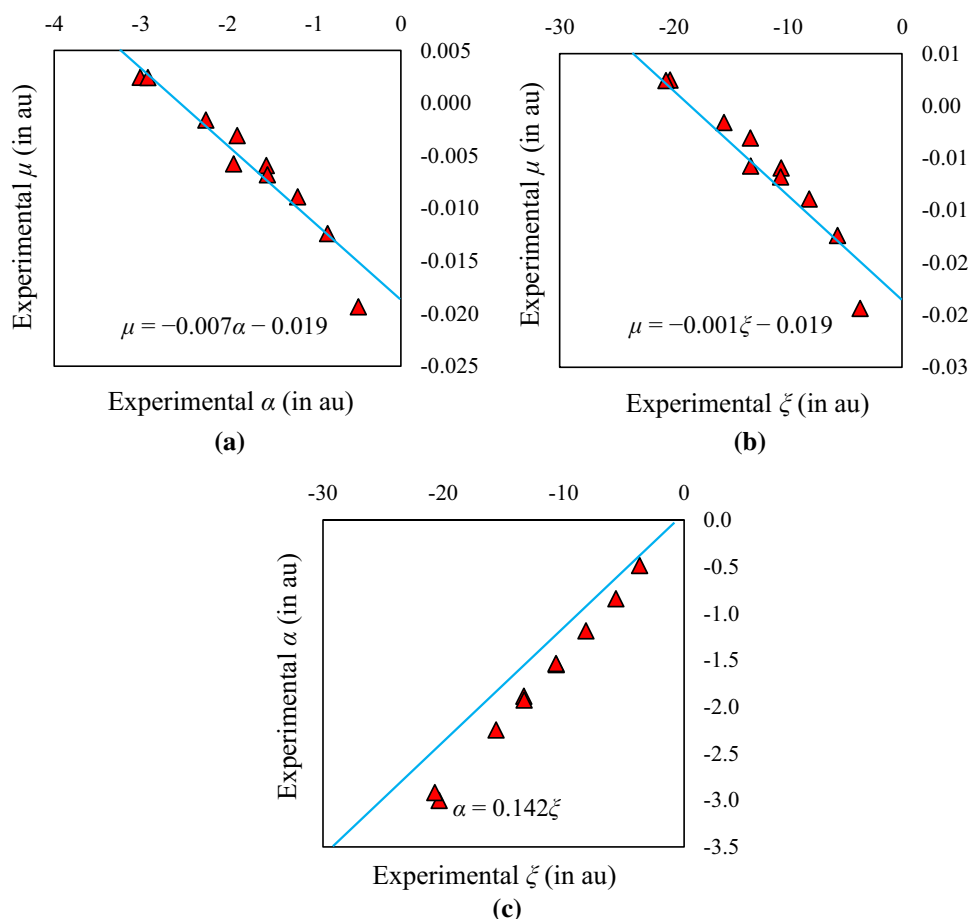 -4 -3 -2 -1 0
0.005
0.000
-0.005
-0.010
-0.015
-0.020
-0.025
Experimental μ (in au)
μ = −0.007α − 0.019
Experimental α (in au)
(a)
-30 -20 -10 0
0.01
0.00
-0.01
-0.01
-0.02
-0.02
-0.03
Experimental μ (in au)
μ = −0.001ξ − 0.019
Experimental ξ (in au)
(b)
-30 -20 -10 0
0.0
-0.5
-1.0
-1.5
-2.0
-2.5
-3.0
-3.5
Experimental α (in au)
α = 0.142ξ
Experimental ξ (in au)
(c)